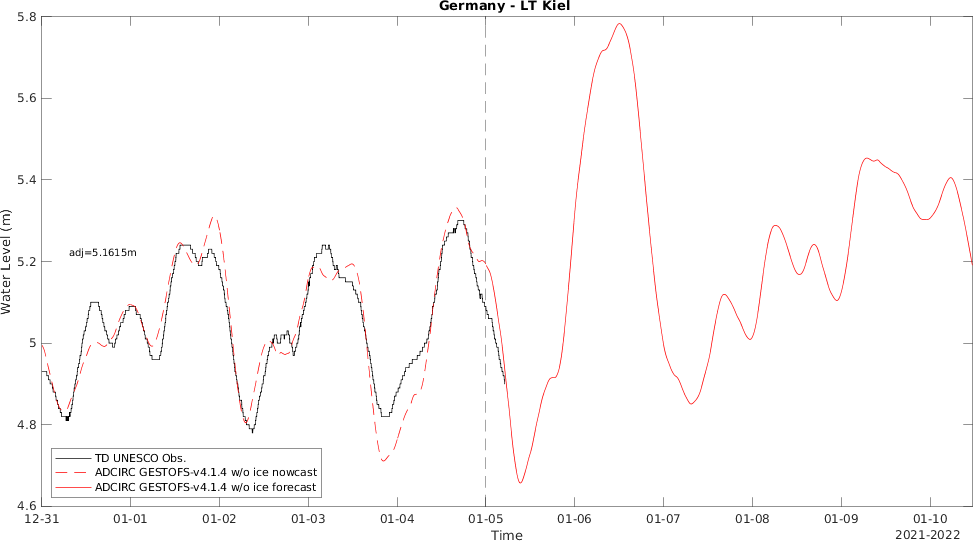 Germany - LT Kiel
Water Level (m)
5.8
5.6
5.4
5.2
5
4.8
4.6
adj=5.1615m
TD UNESCO Obs.
ADCIRC GESTOFS-v4.1.4 w/o ice nowcast
ADCIRC GESTOFS-v4.1.4 w/o ice forecast
12-31 01-01 01-02 01-03 01-04 01-05 01-06 01-07 01-08 01-09 01-10
Time
2021-2022